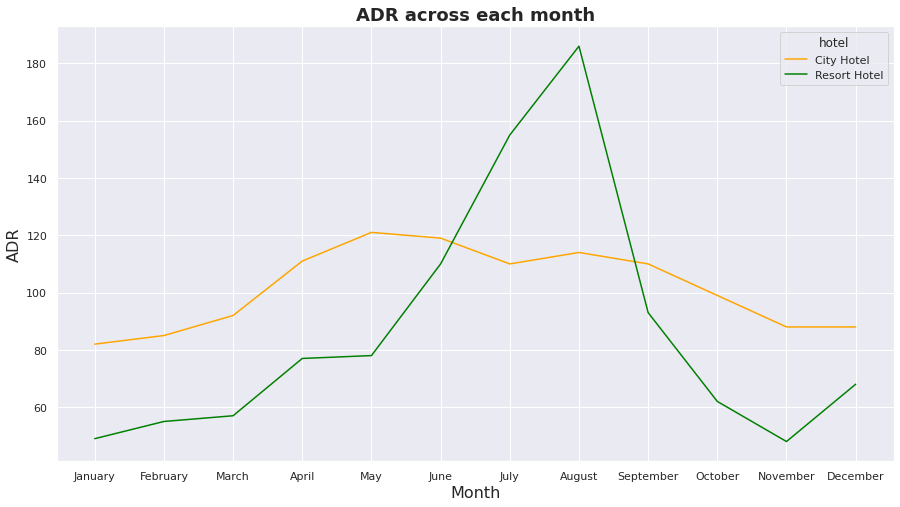 ADR across each month
hotel
City Hotel
Resort Hotel
ADR
180
160
140
120
100
80
60
January February March April May June July August September October November December
Month